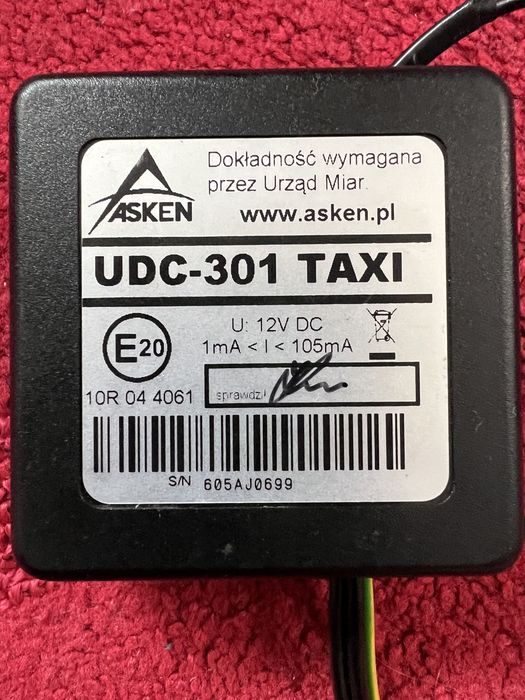 ASKEN
Dokładność wymagana
przez Urząd Miar.
www.asken.pl
UDC-301 TAXI
E20
U: 12V DC
1mA < I < 105mA
10R 04 4061
sprawdził
S/N 605AJ0699